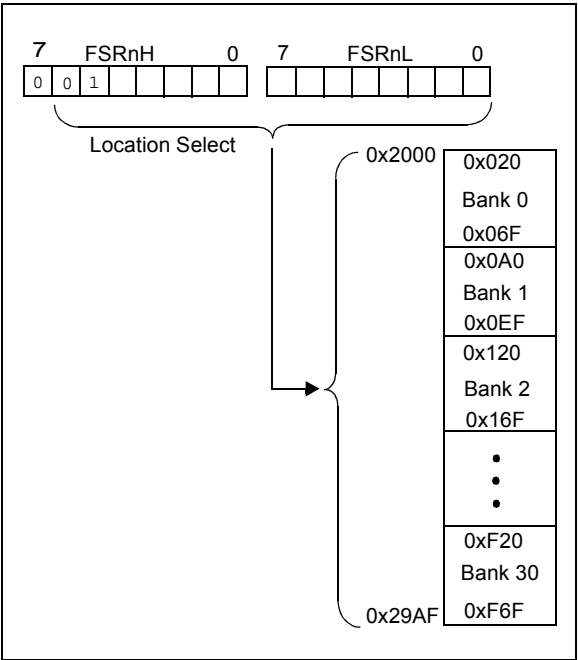 7 FSRnH 0 7 FSRnL 0
0 0 1
Location Select
0x2000
0x020
Bank 0
0x06F
0x0A0
Bank 1
0x0EF
0x120
Bank 2
0x16F
0xF20
Bank 30
0x29AF 0xF6F